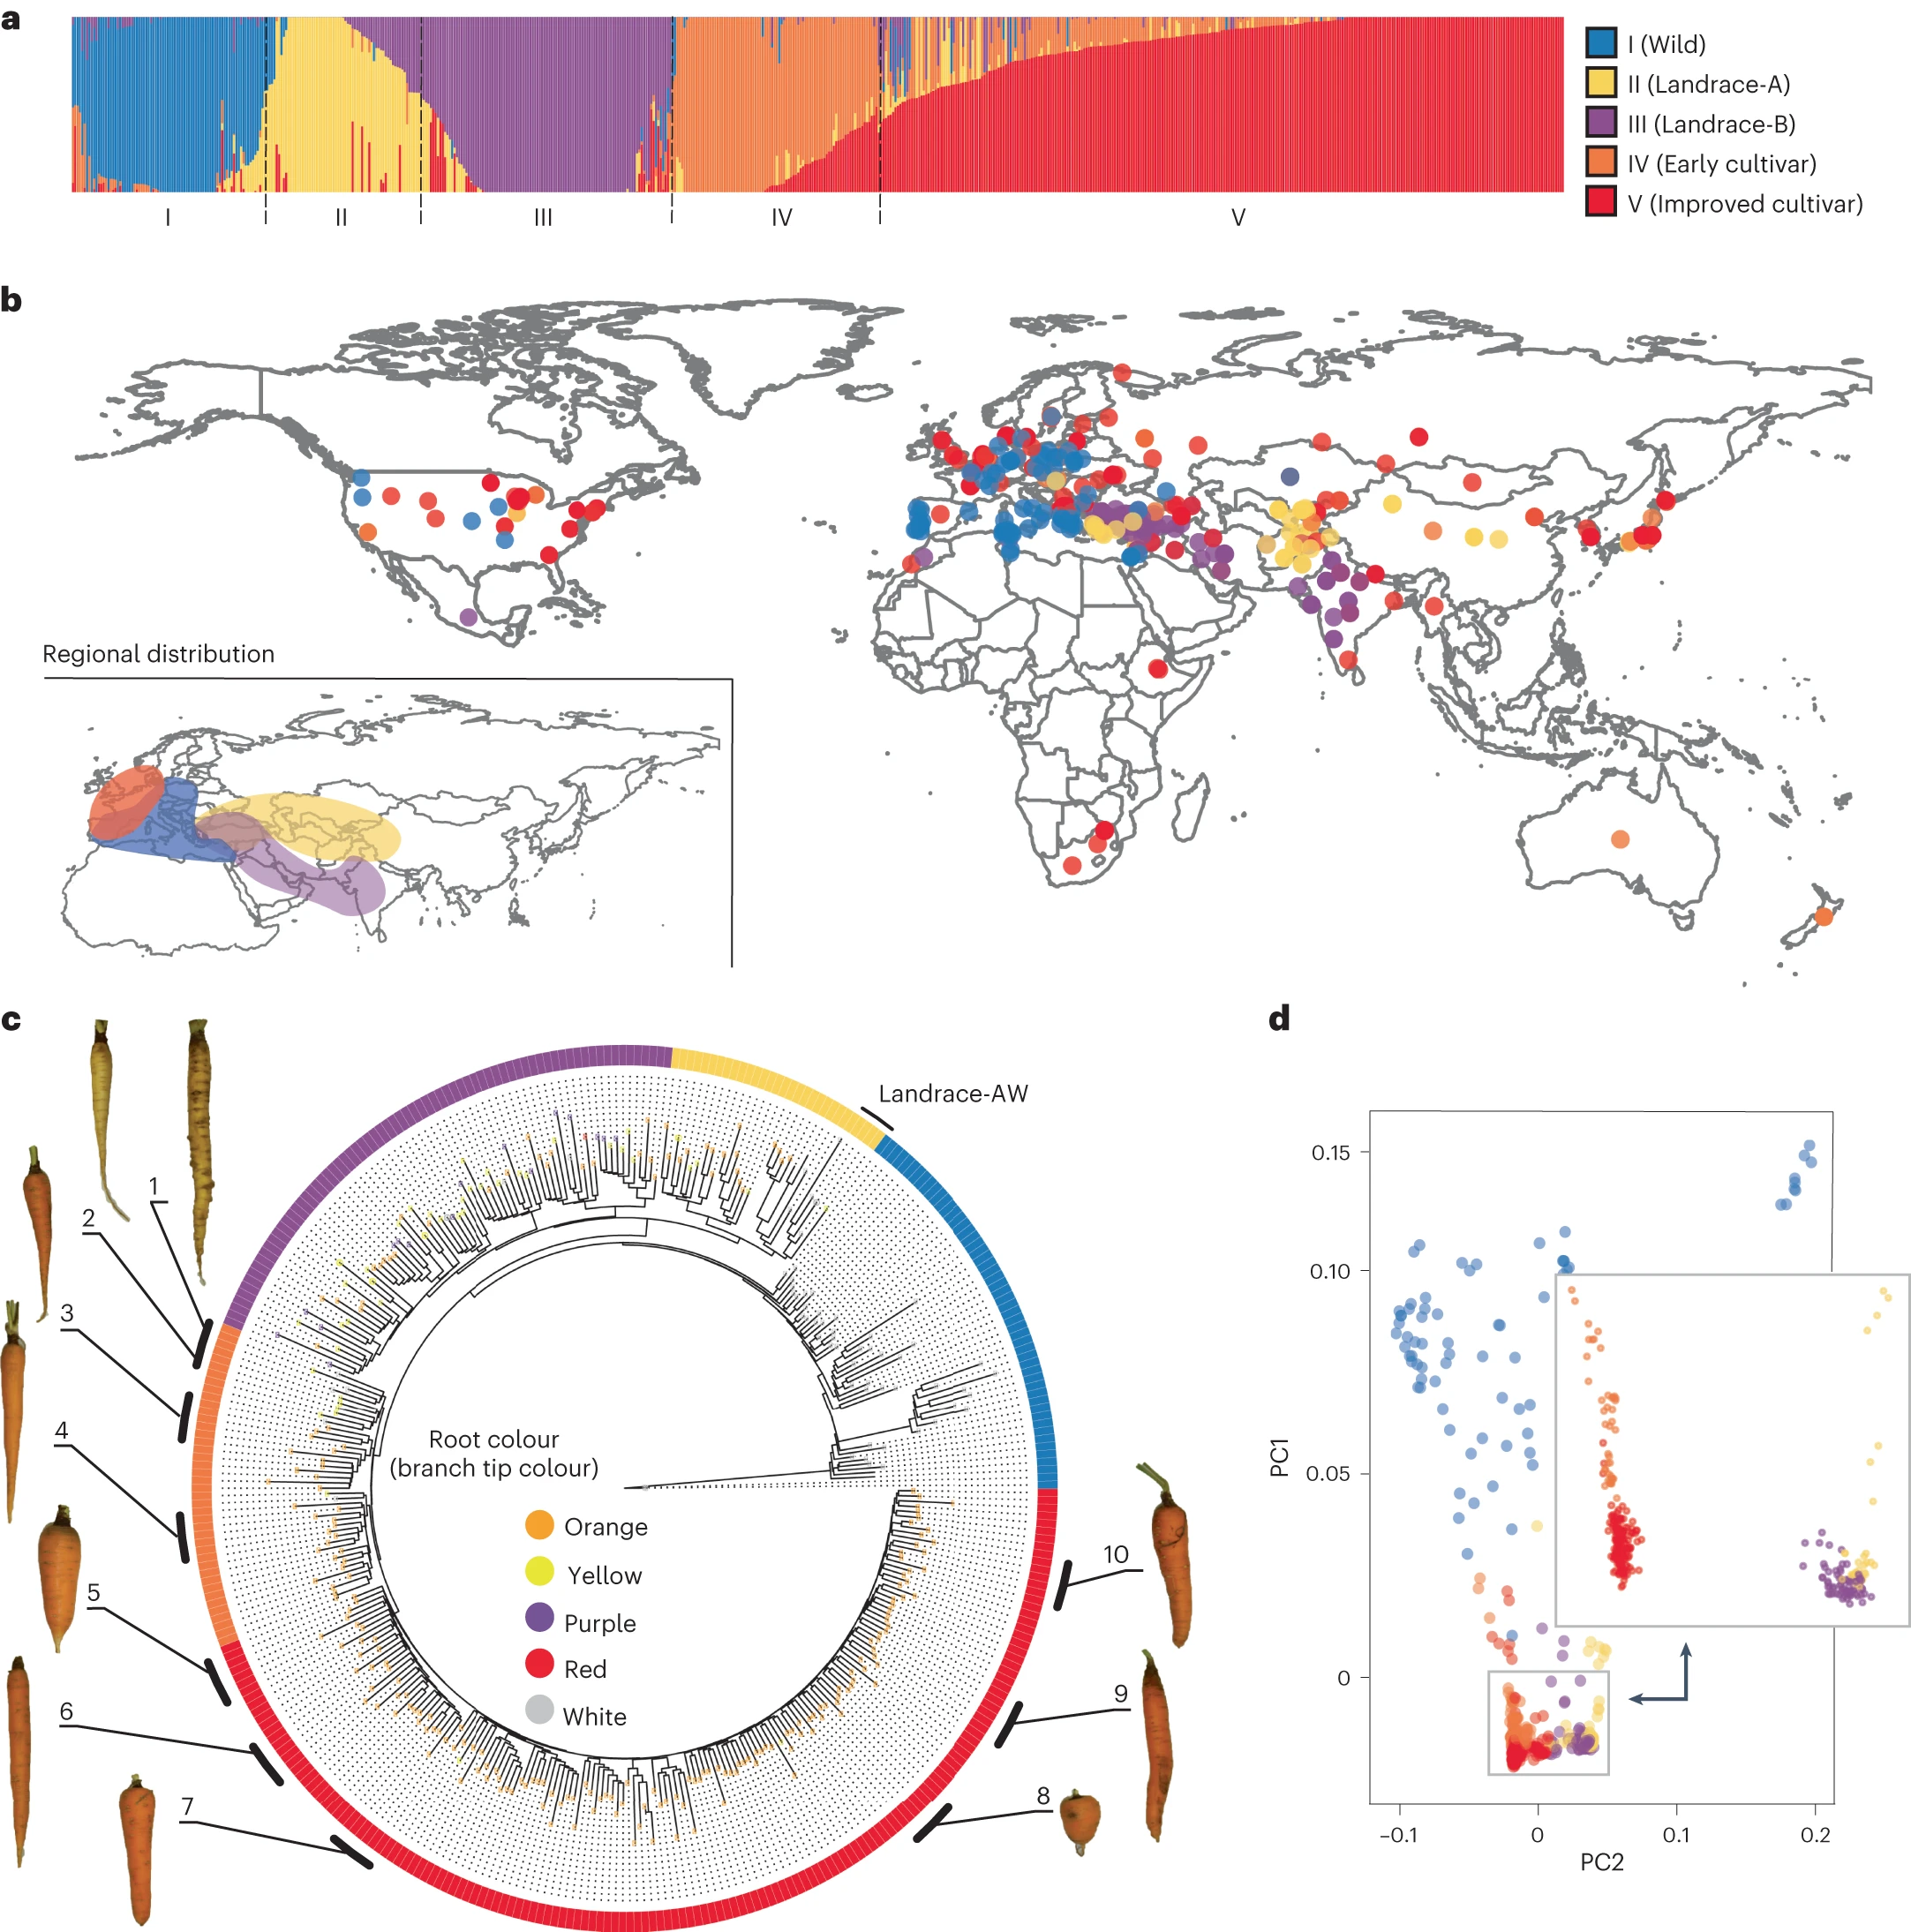 a
I (Wild)
II (Landrace-A)
III (Landrace-B)
IV (Early cultivar)
V (Improved cultivar)
I
II
III
IV
V
b
Regional distribution
c
Landrace-AW
1
2
3
4
5
6
7
8
9
10
Root colour
(branch tip colour)
Orange
Yellow
Purple
Red
White
d
0.15
0.10
0.05
0
PC1
–0.1
0
0.1
0.2
PC2